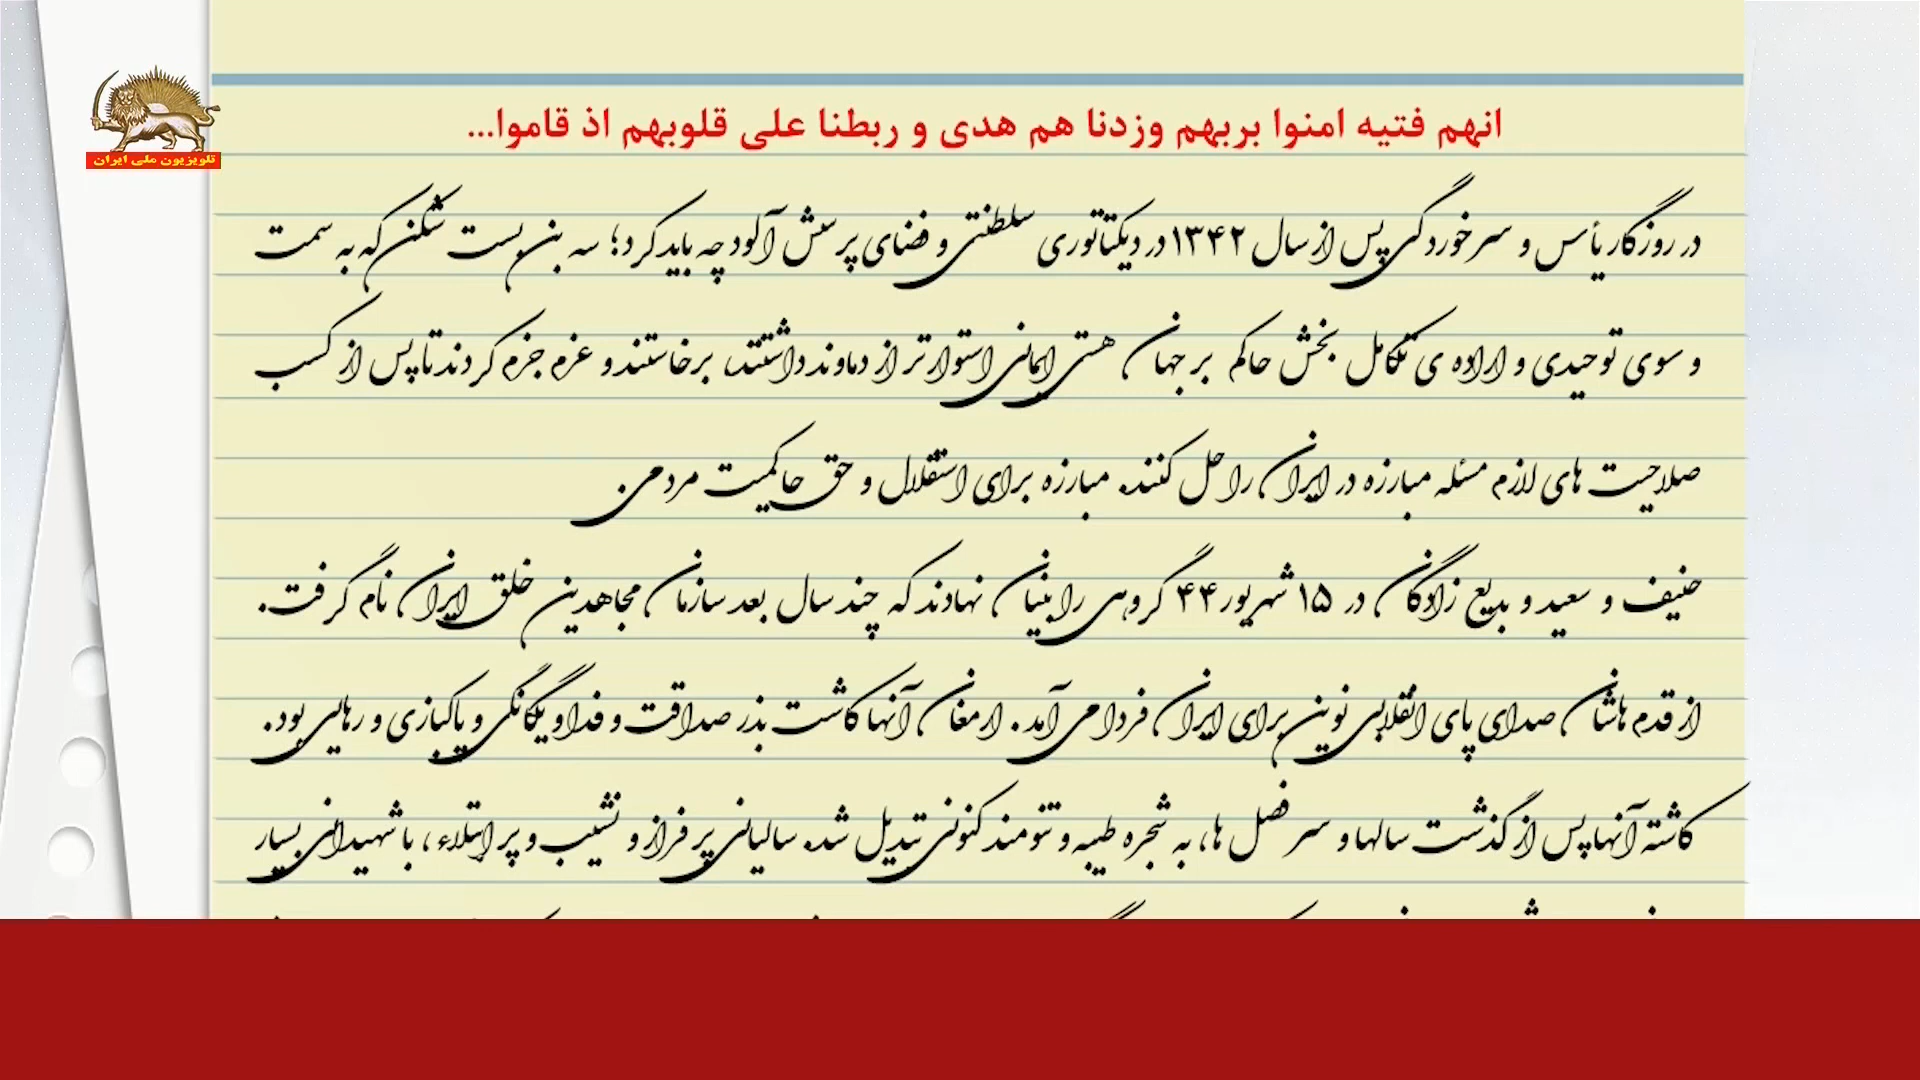 تلویزیون ملی ایران
انهم فتیه امنوا بربهم وزدنا هم هدی و ربطنا علی قلوبهم اذ قاموا...
در روزگار یأس و سرخوردگی پس از سال ۱۳۴۲ در دیکتاتوری سلطنتی و فضای پرسش آلود چه باید کرد؛ سه بن بست شکن که به سمت
و سوی توحیدی و اراده ی تکامل بخش حاکم بر جهان هستی ایمانی استوارتر از دماوند داشتند، برخاستند و عزم جزم کردند تا پس از کسب
صلاحیت های لازم مسئله مبارزه در ایران را حل کنند. مبارزه برای استقلال و حق حاکمیت مردمی.
حنیف و سعید و بدیع زادگان در ۱۵ شهریور ۴۴ گروهی را بنیان نهادند که چند سال بعد سازمان مجاهدین خلق ایران نام گرفت.
از قدم هاشان صدای پای انقلابی نوین برای ایران فردا می آمد. ارمغان آنها کاشت بذر صداقت و فدا و یگانگی و پاکبازی و رهایی بود.
کاشته آنها پس از گذشت سالها و سرفصل ها، به شجره طیبه و تنومند کنونی تبدیل شد. سالیانی پر فراز و نشیب و پر ابتلاء، با شهیدانی بسیار